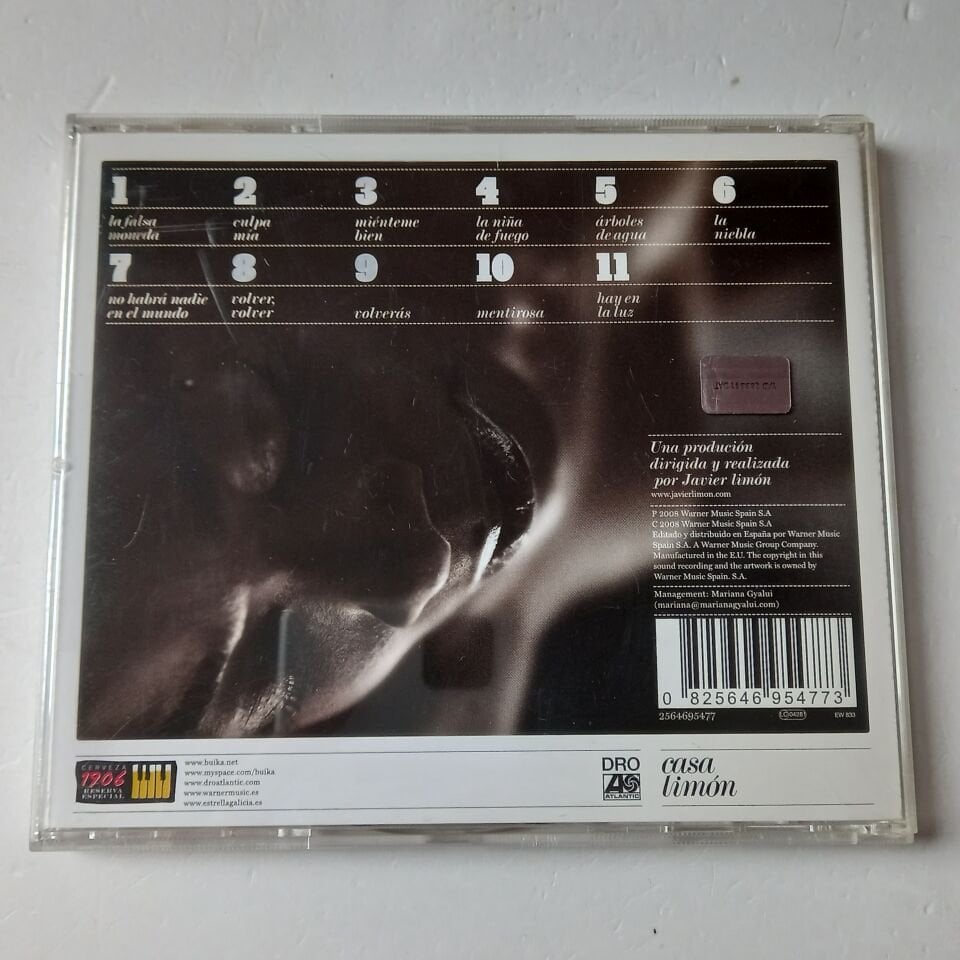 1 2 3 4 5 6
la falsa moneda
culpa mia
miénteme bien
la niña de fuego
árboles de agua
la niebla
7 8 9 10 11
no habrá nadie en el mundo
volver, volver
volverás
mentirosa
hay en la luz
Una produción
dirigida y realizada
por Javier limón
www.javierlimon.com
P 2008 Warner Music Spain S.A
C 2008 Warner Music Spain S.A
Editado y distribuido en España por Warner Music
Spain S.A. A Warner Music Group Company.
Manufactured in the E.U. The copyright in this
sound recording and the artwork is owned by
Warner Music Spain. S.A.
Management: Mariana Gyalui
(mariana@marianagyalui.com)
0 825646 954773
2564695477 LC 04281 EW 833
CERVEZA
1906
RESERVA
ESPECIAL
www.buika.net
www.myspace.com/buika
www.droatlantic.com
www.warnermusic.es
www.estrellagalicia.es
DRO
ATLANTIC
casa
limón